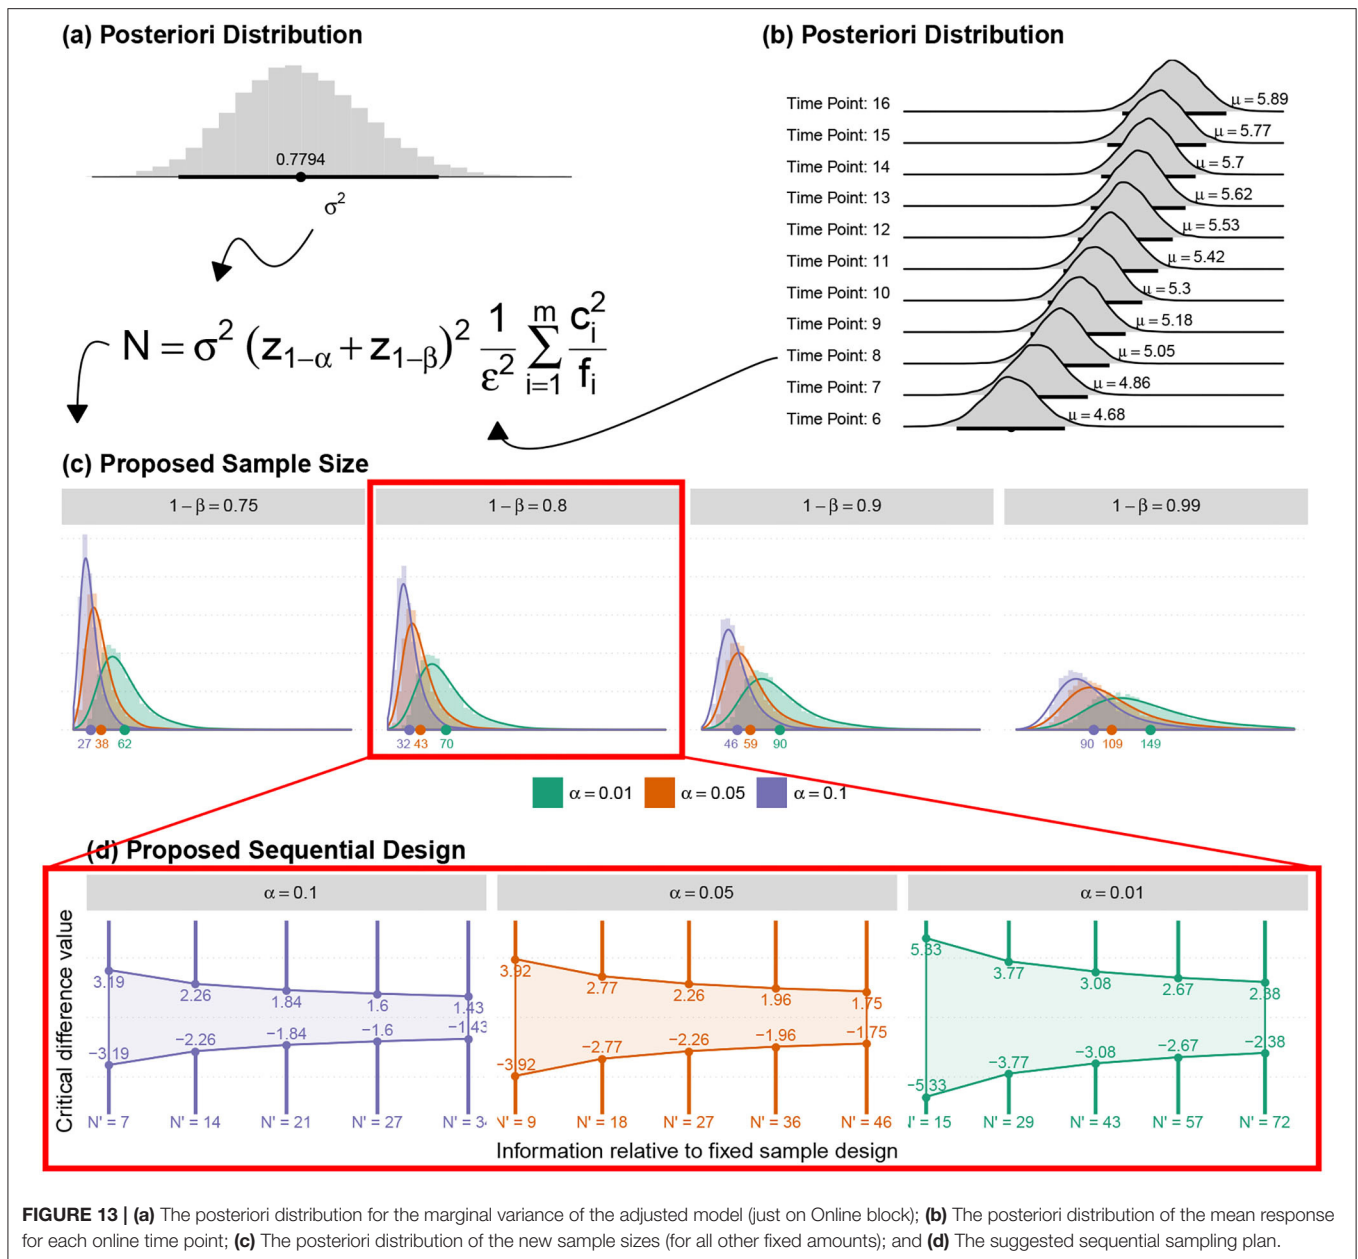 (a) Posteriori Distribution
0.7794
σ²
N = σ² (z₁₋α + z₁₋β)² 1/ε² ∑ᵢ₌₁ᵐ cᵢ²/fᵢ
(b) Posteriori Distribution
Time Point: 16 μ = 5.89
15 μ = 5.77
Time Point: 14 μ = 5.7
Time Point: 13 μ = 5.62
Time Point: 12 μ = 5.53
Time Point: 11 μ = 5.42
Time Point: 10 μ = 5.3
Time Point: 9 μ = 5.18
Time Point: 8 μ = 5.05
Time Point: 7 μ = 4.86
Time Point: 6 μ = 4.68
(c) Proposed Sample Size
1 − β = 0.75 1 − β = 0.8 1 − β = 0.9 1 − β = 0.99
27 38 62 32 43 70 46 59 90 90 109 149
α = 0.01 α = 0.05 α = 0.1
(d) Proposed Sequential Design
Critical difference value
α = 0.1 α = 0.05 α = 0.01
3.19 2.26 1.84 1.6 1.43 3.92 2.77 2.26 1.96 1.75 5.33 3.77 3.08 2.67 2.38
−3.19 −2.26 −1.84 −1.6 −1.43 −3.92 −2.77 −2.26 −1.96 −1.75 −5.33 −3.77 −3.08 −2.67 −2.38
N' = 7 N' = 14 N' = 21 N' = 27 N' = 9 N' = 18 N' = 27 N' = 36 N' = 46 ' = 15 N' = 29 N' = 43 N' = 57 N' = 72
Information relative to fixed sample design
FIGURE 13 | (a) The posteriori distribution for the marginal variance of the adjusted model (just on Online block); (b) The posteriori distribution of the mean response
for each online time point; (c) The posteriori distribution of the new sample sizes (for all other fixed amounts); and (d) The suggested sequential sampling plan.